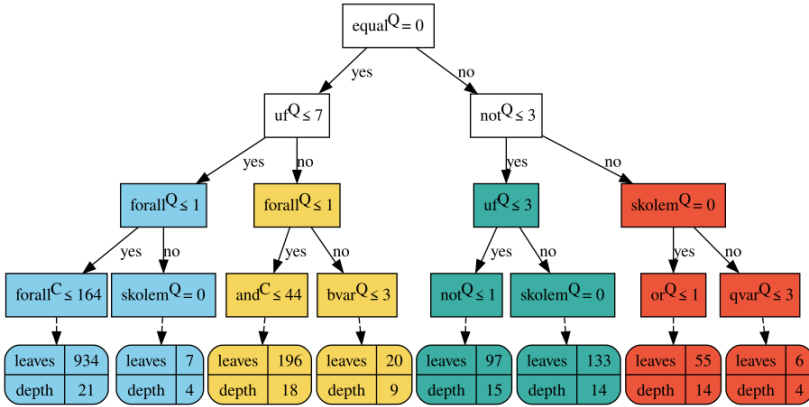 equal^Q = 0
yes no
uf^Q ≤ 7 not^Q ≤ 3
yes no yes no
forall^Q ≤ 1 forall^Q ≤ 1 uf^Q ≤ 3 skolem^Q = 0
yes no yes no yes no yes no
forall^C ≤ 164 skolem^Q = 0 and^C ≤ 44 bvar^Q ≤ 3 not^Q ≤ 1 skolem^Q = 0 or^Q ≤ 1 qvar^Q ≤ 3
leaves 934 leaves 7 leaves 196 leaves 20 leaves 97 leaves 133 leaves 55 leaves 6
depth 21 depth 4 depth 18 depth 9 depth 15 depth 14 depth 14 depth 4